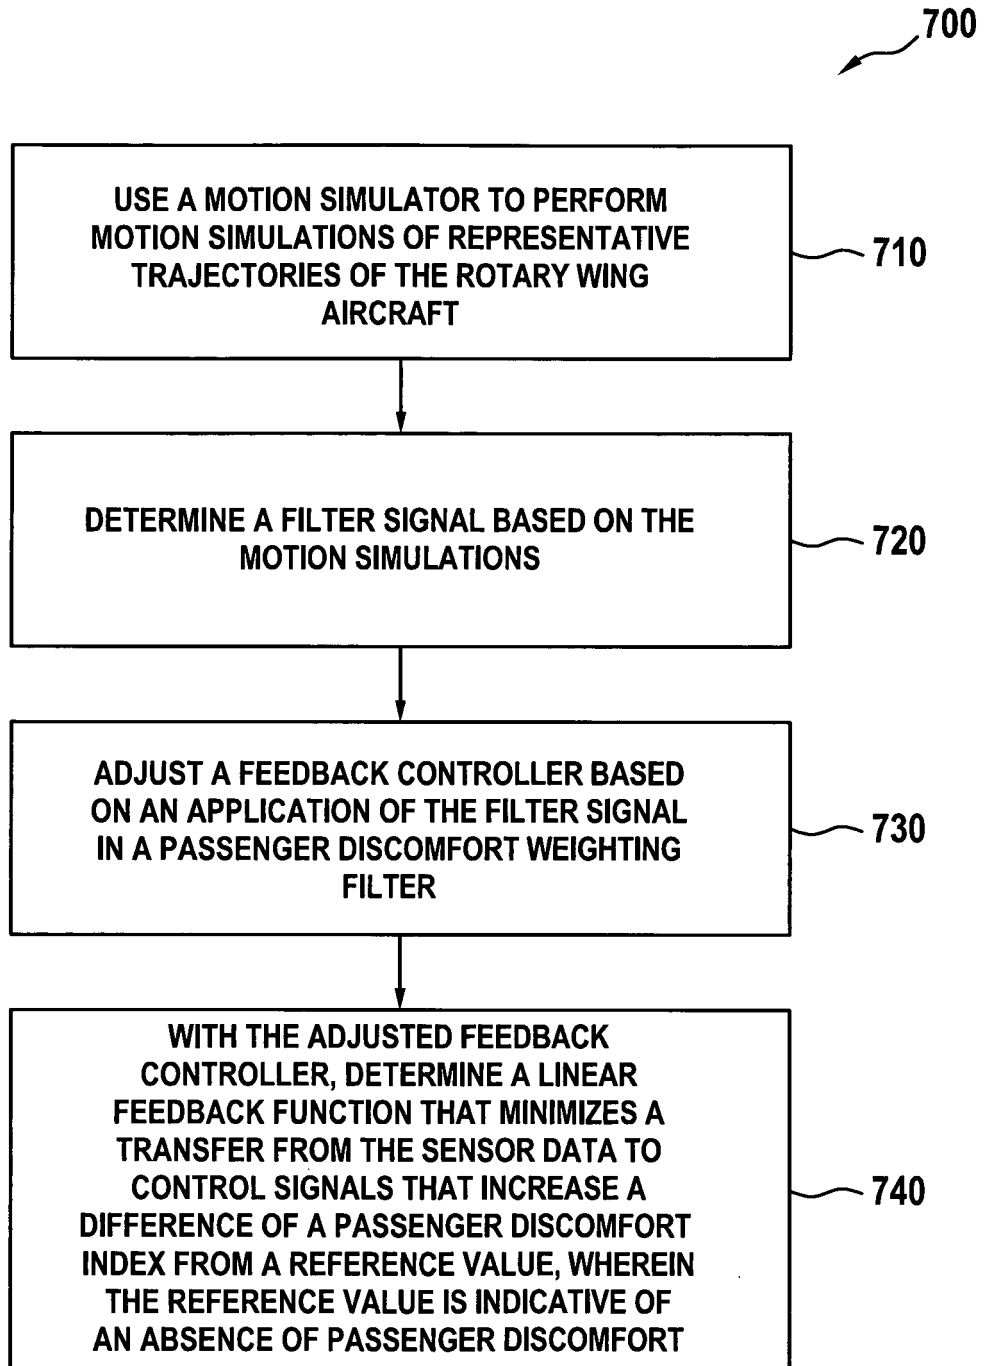 700
USE A MOTION SIMULATOR TO PERFORM
MOTION SIMULATIONS OF REPRESENTATIVE
TRAJECTORIES OF THE ROTARY WING
AIRCRAFT
710
DETERMINE A FILTER SIGNAL BASED ON THE
MOTION SIMULATIONS
720
ADJUST A FEEDBACK CONTROLLER BASED
ON AN APPLICATION OF THE FILTER SIGNAL
IN A PASSENGER DISCOMFORT WEIGHTING
FILTER
730
WITH THE ADJUSTED FEEDBACK
CONTROLLER, DETERMINE A LINEAR
FEEDBACK FUNCTION THAT MINIMIZES A
TRANSFER FROM THE SENSOR DATA TO
CONTROL SIGNALS THAT INCREASE A
DIFFERENCE OF A PASSENGER DISCOMFORT
INDEX FROM A REFERENCE VALUE, WHEREIN
THE REFERENCE VALUE IS INDICATIVE OF
AN ABSENCE OF PASSENGER DISCOMFORT
740